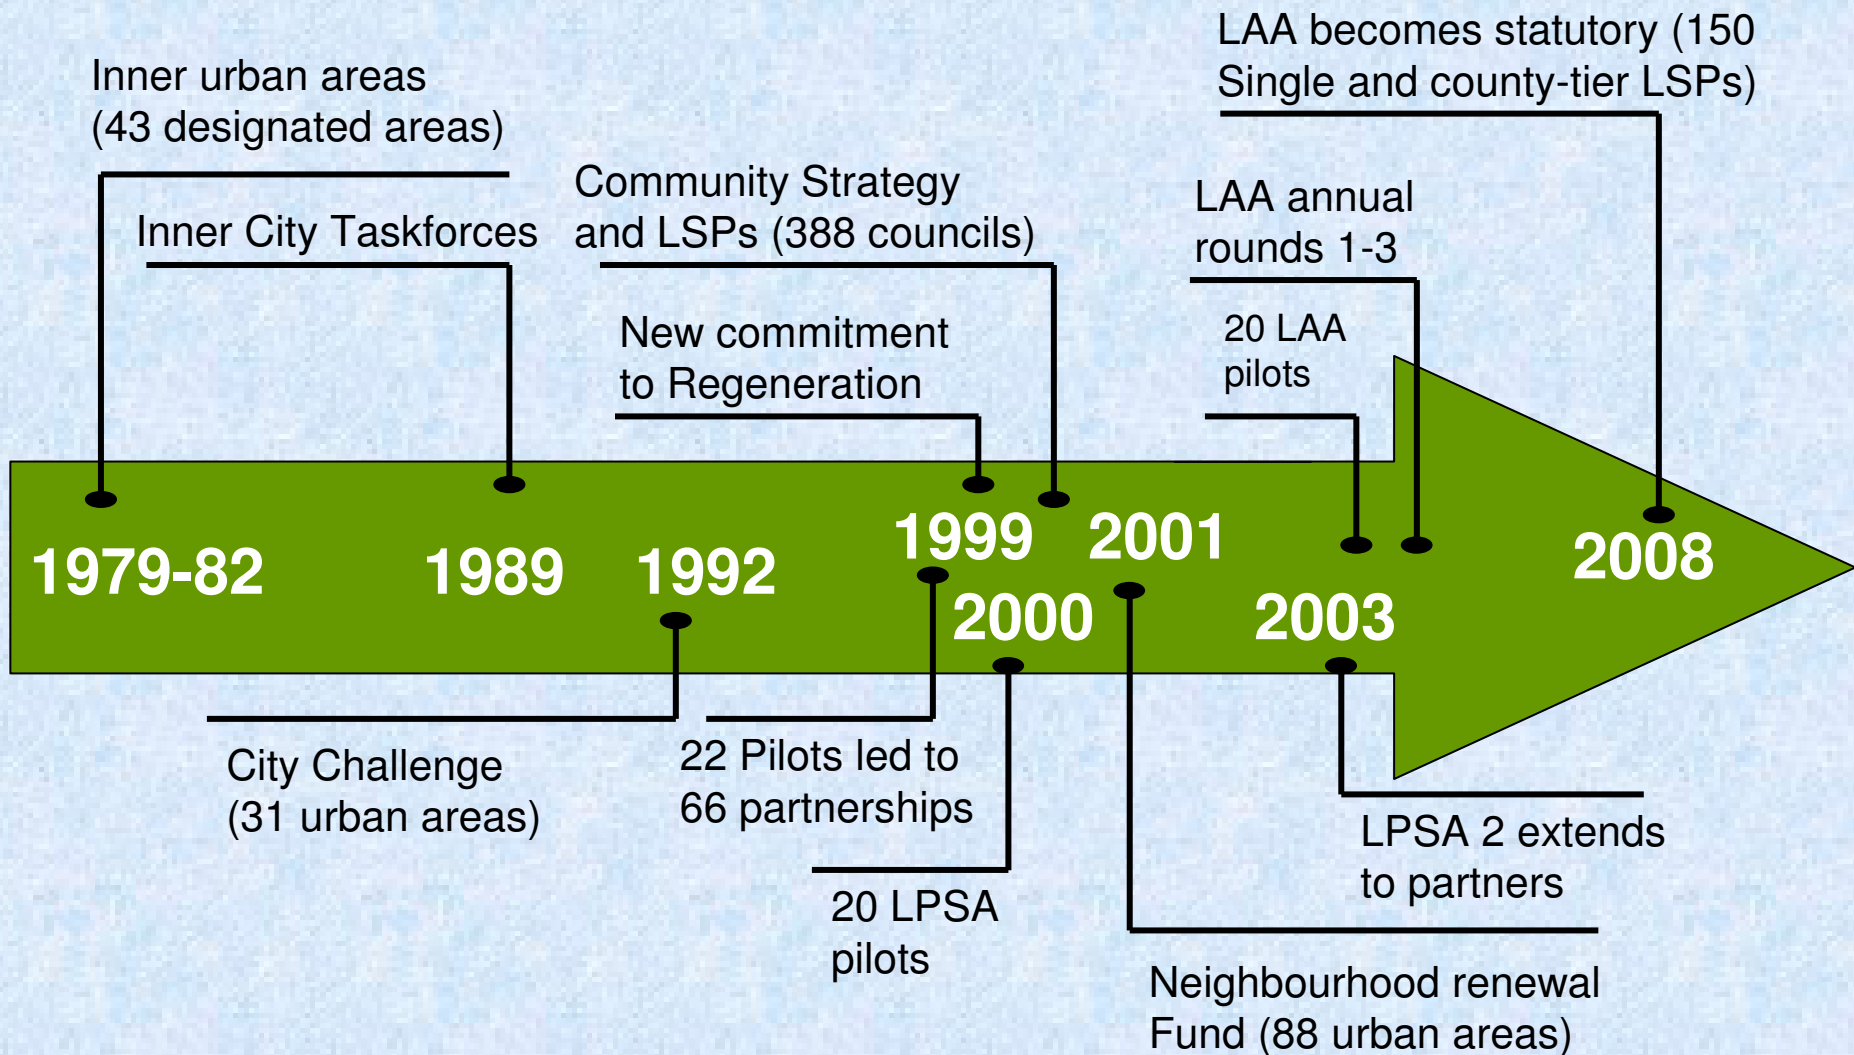 Inner urban areas
(43 designated areas)
Inner City Taskforces
Community Strategy
and LSPs (388 councils)
New commitment
to Regeneration
LAA becomes statutory (150
Single and county-tier LSPs)
LAA annual
rounds 1-3
20 LAA
pilots
1979-82
1989
1992
1999
2000
2001
2003
2008
City Challenge
(31 urban areas)
22 Pilots led to
66 partnerships
20 LPSA
pilots
LPSA 2 extends
to partners
Neighbourhood renewal
Fund (88 urban areas)